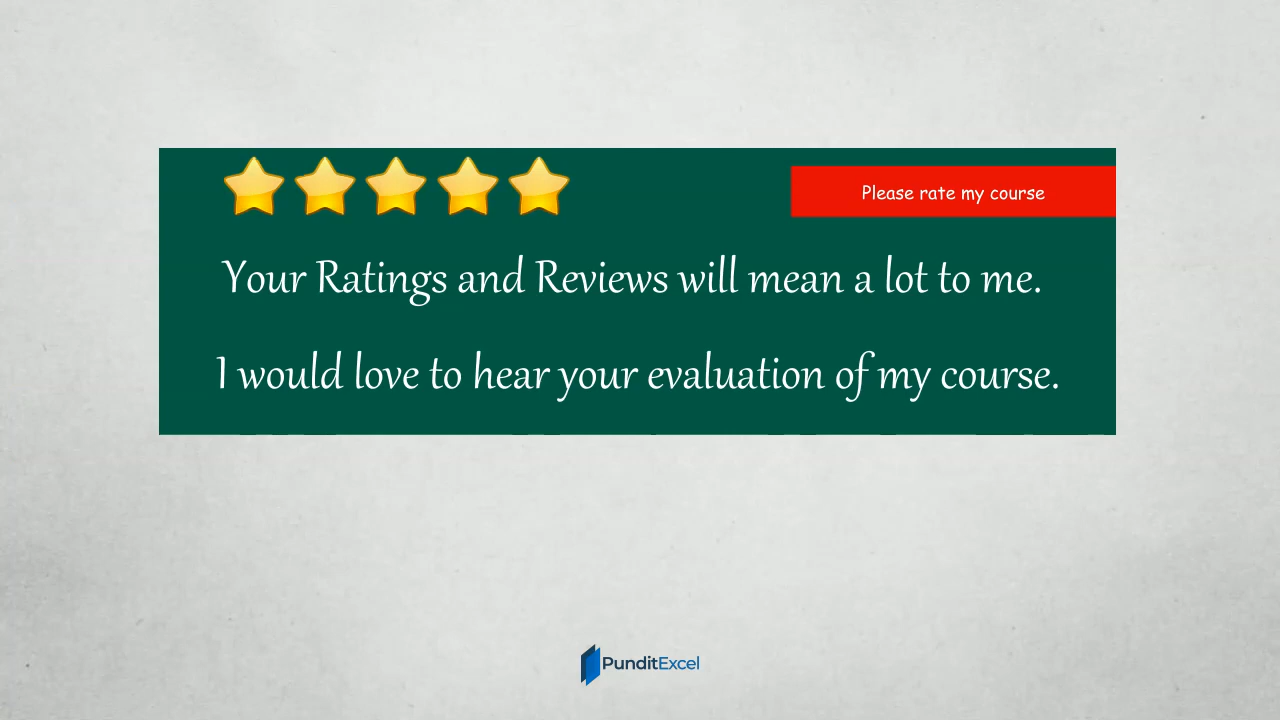 Please rate my course
Your Ratings and Reviews will mean a lot to me.
I would love to hear your evaluation of my course.
PunditExcel